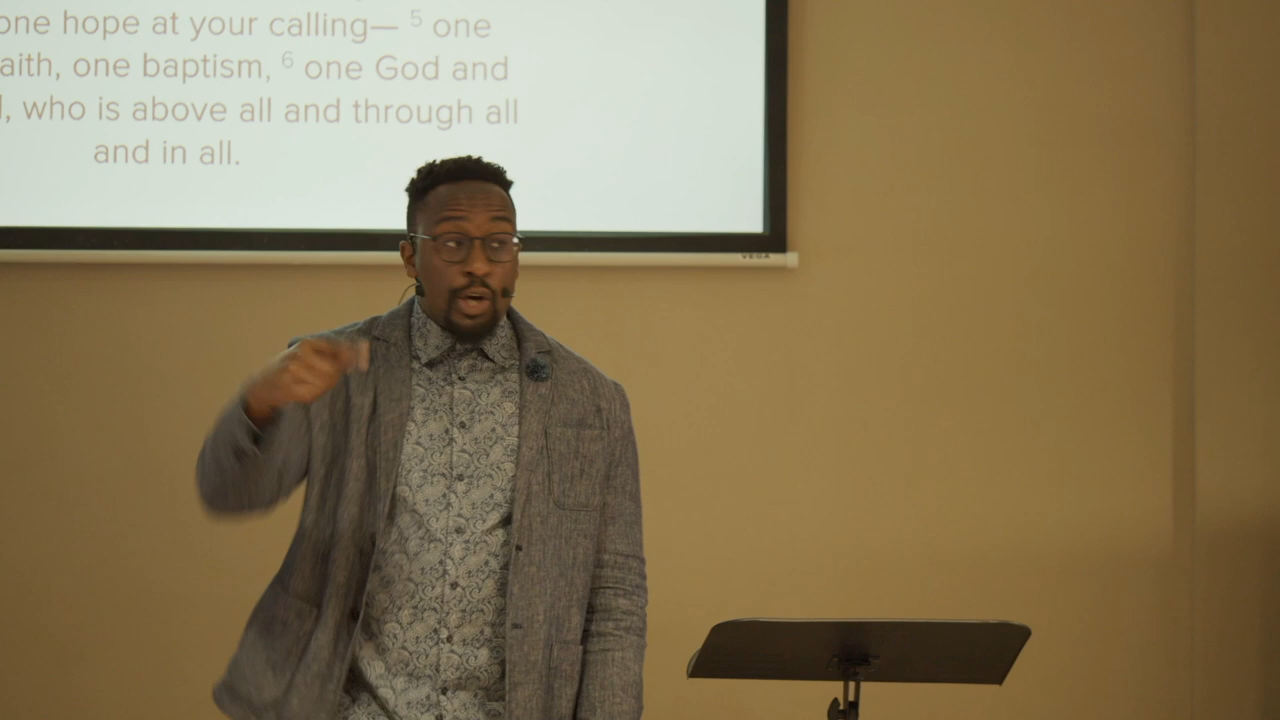 one hope at your calling— ⁵ one
aith, one baptism, ⁶ one God and
, who is above all and through all
and in all.
VEGA